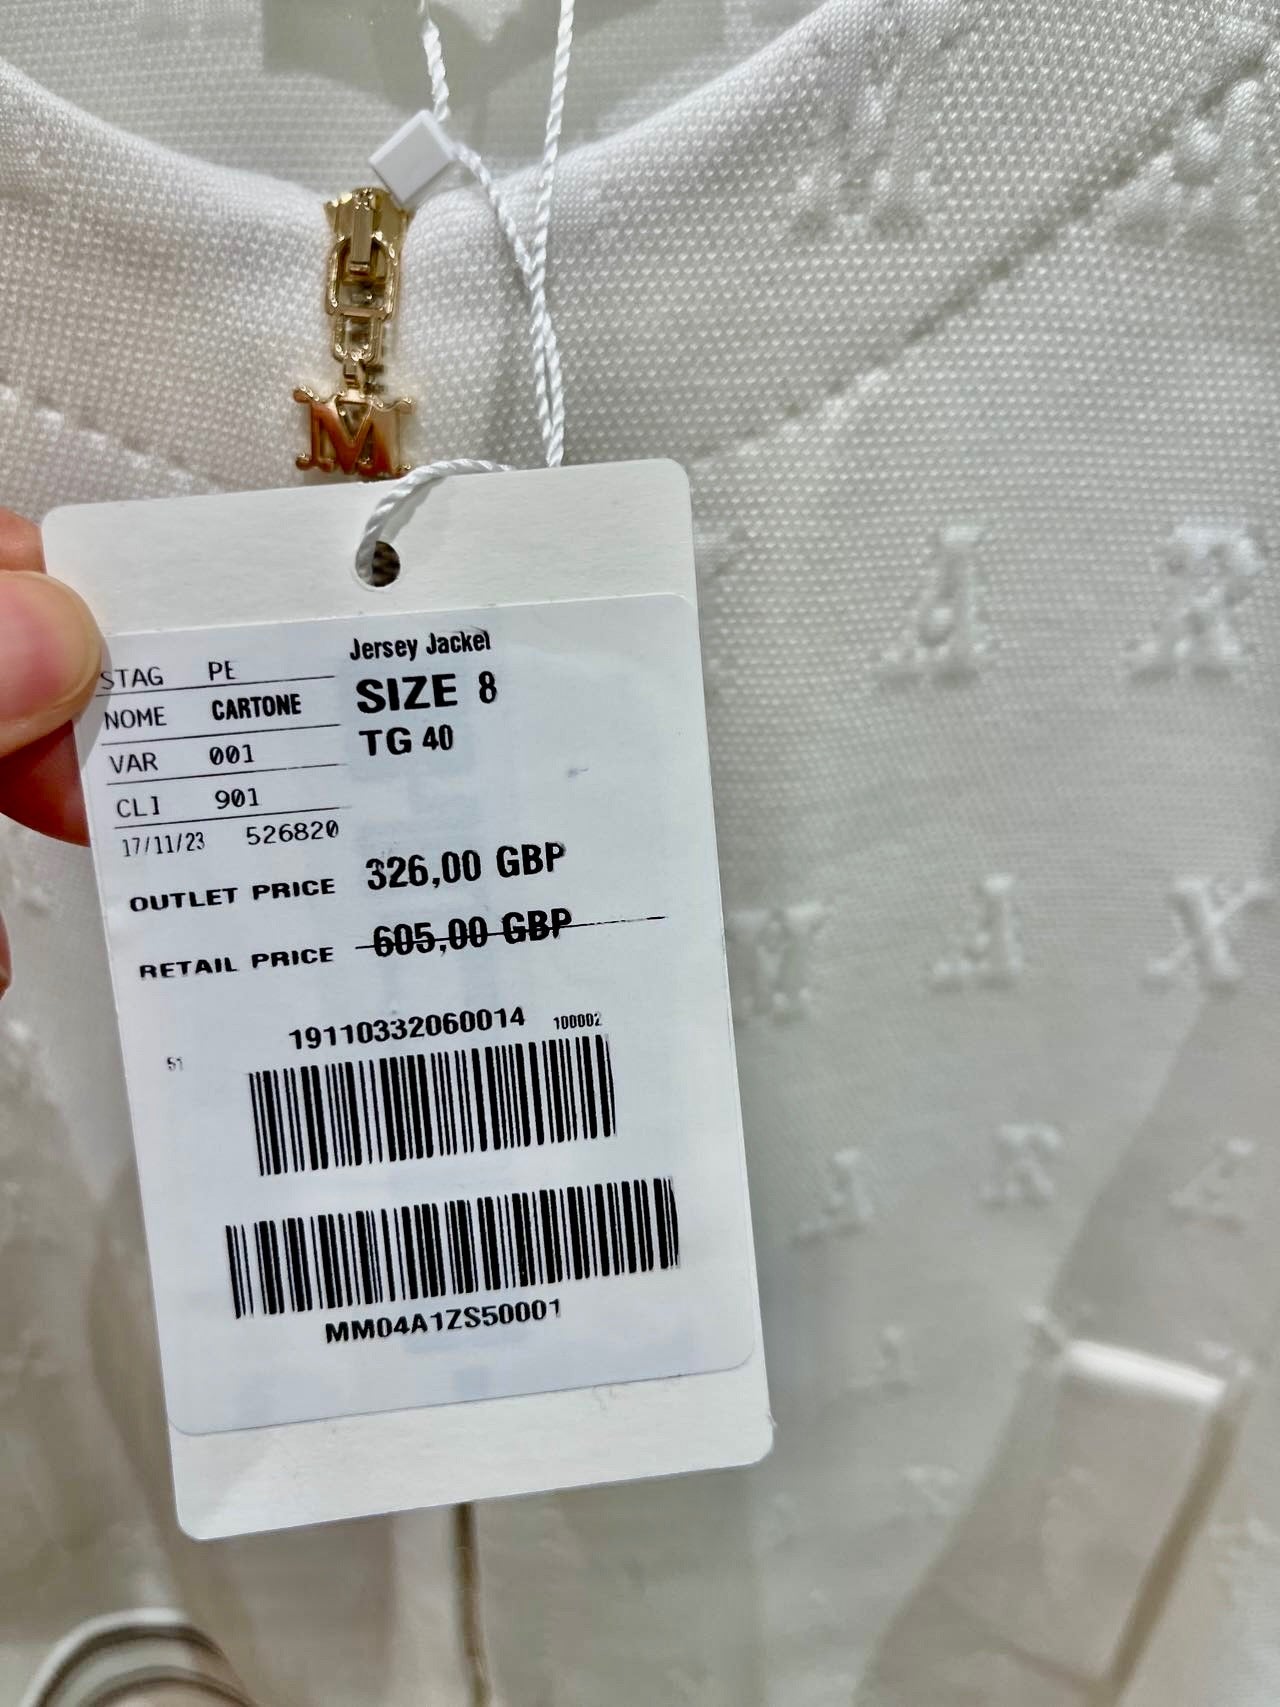 M
Jersey Jacket
STAG PE
SIZE 8
NOME CARTONE
TG 40
VAR 001
CLI 901
17/11/23 526820
OUTLET PRICE 326,00 GBP
RETAIL PRICE 605,00 GBP
19110332060014 100002
51
MM04A1ZS50001